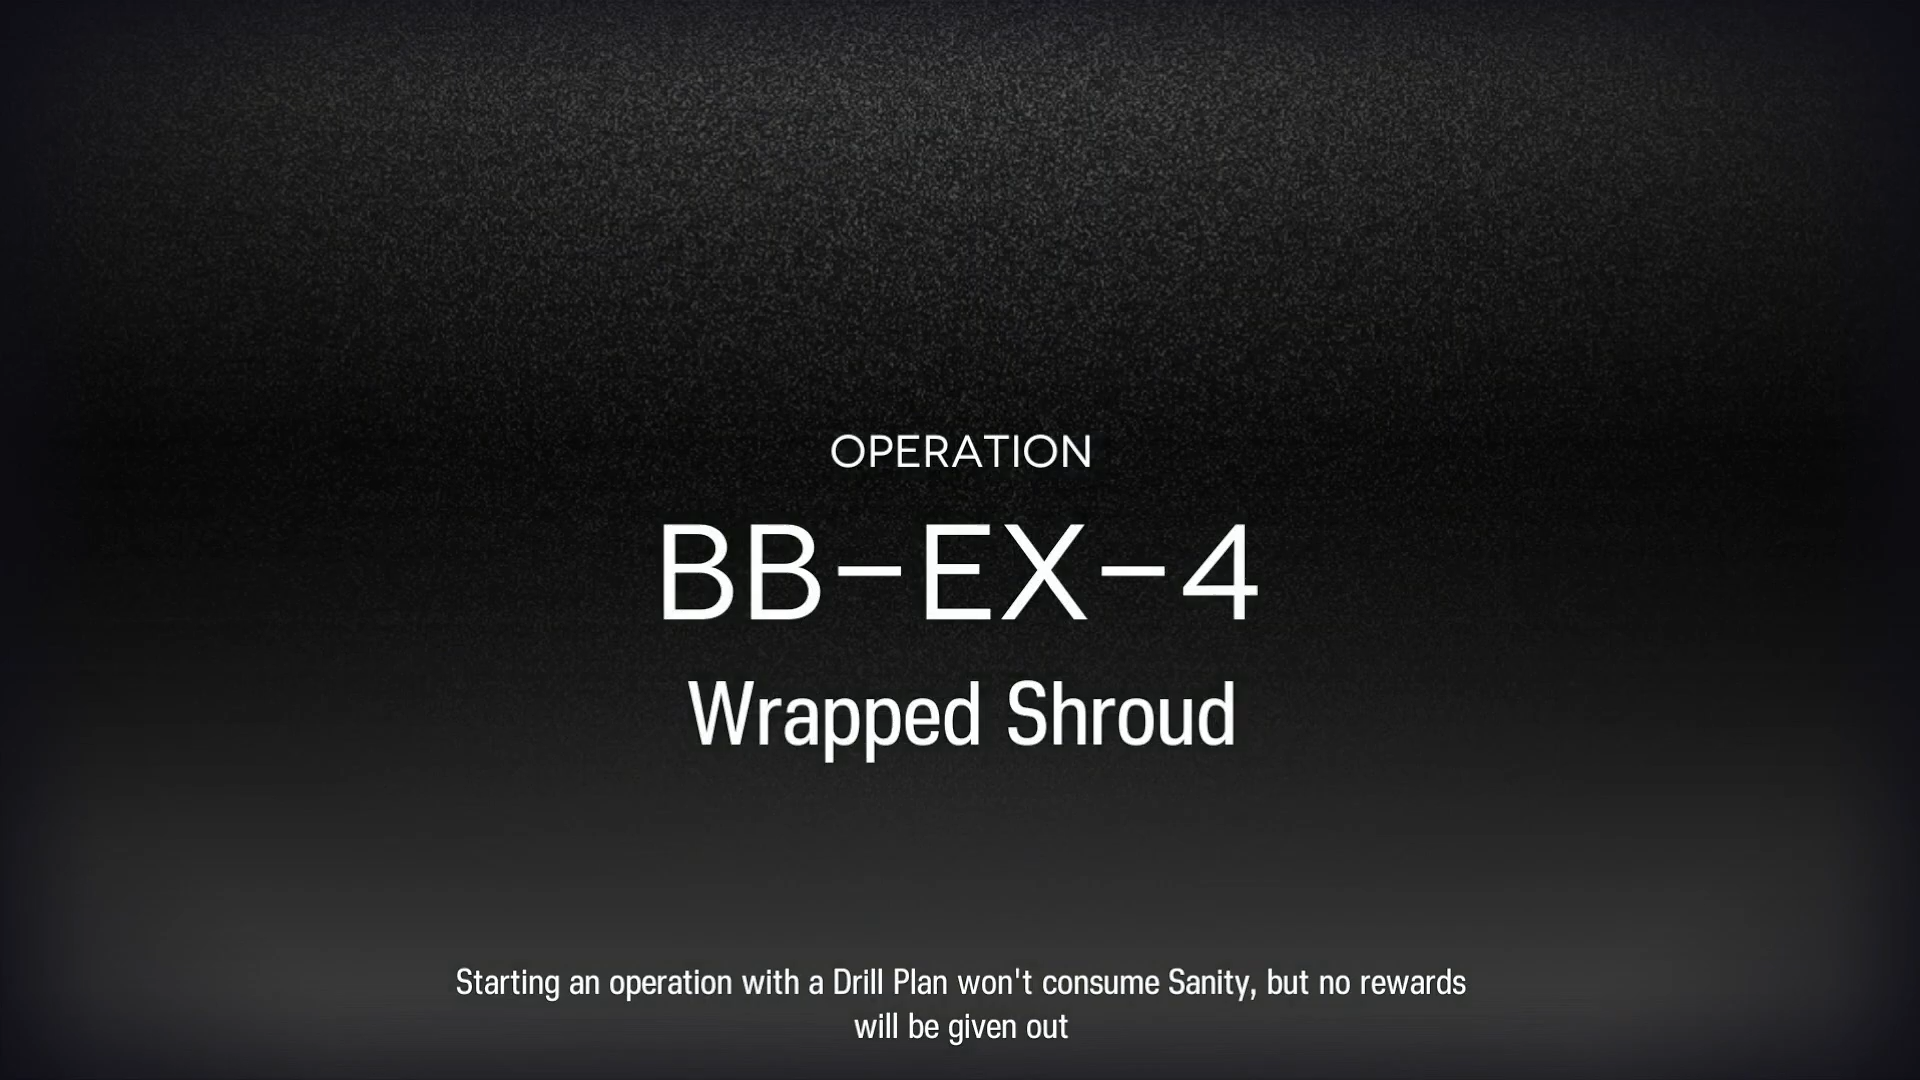 OPERATION
BB-EX-4
Wrapped Shroud
Starting an operation with a Drill Plan won't consume Sanity, but no rewards
will be given out